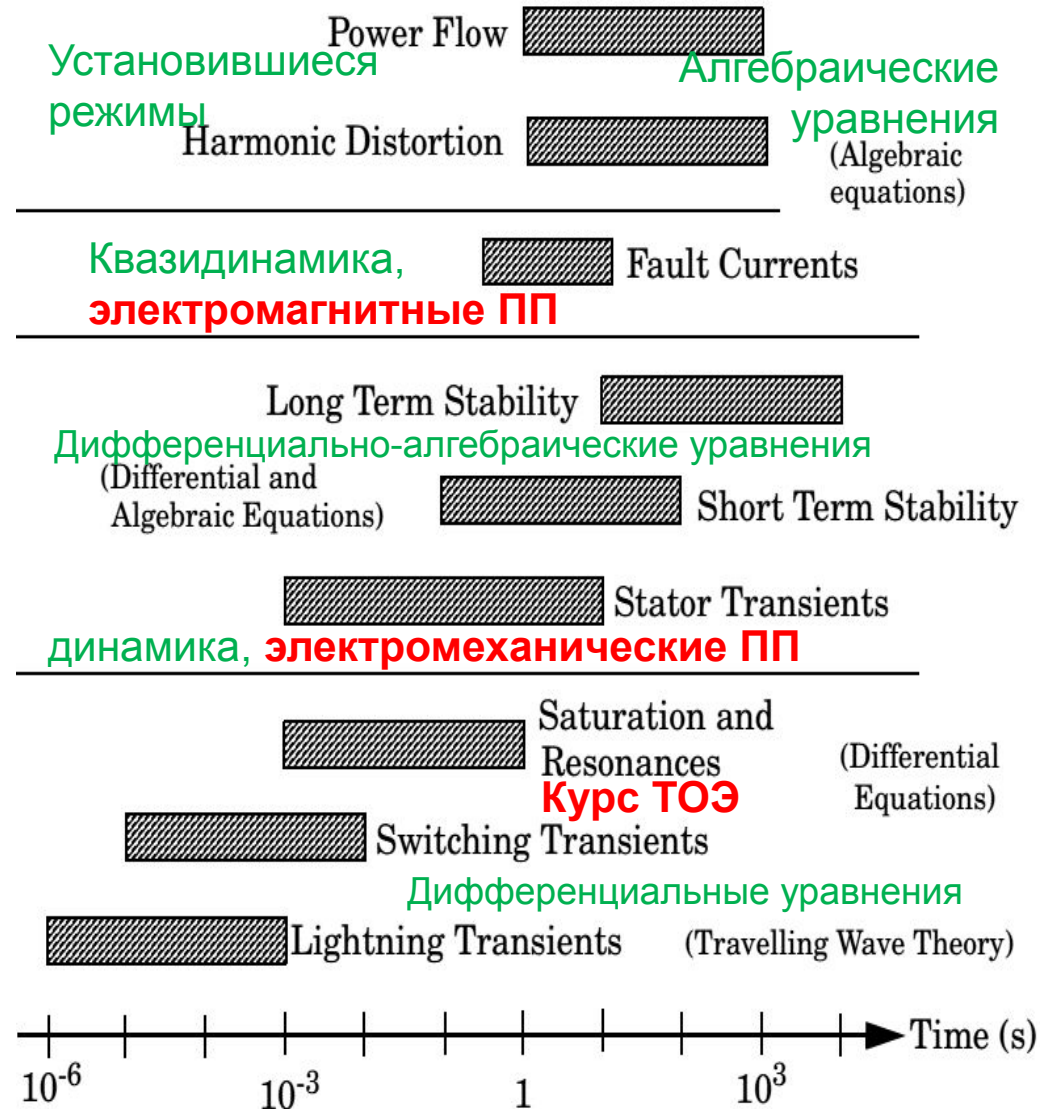 Power Flow
Установившиеся
режимы
Алгебраические
уравнения
Harmonic Distortion
(Algebraic
equations)
Квазидинамика,
электромагнитные ПП
Fault Currents
Long Term Stability
Дифференциально-алгебраические уравнения
(Differential and
Algebraic Equations)
Short Term Stability
Stator Transients
динамика, электромеханические ПП
Saturation and
Resonances
(Differential
Equations)
Курс ТОЭ
Switching Transients
Дифференциальные уравнения
Lightning Transients (Travelling Wave Theory)
Time (s)
10⁻⁶ 10⁻³ 1 10³